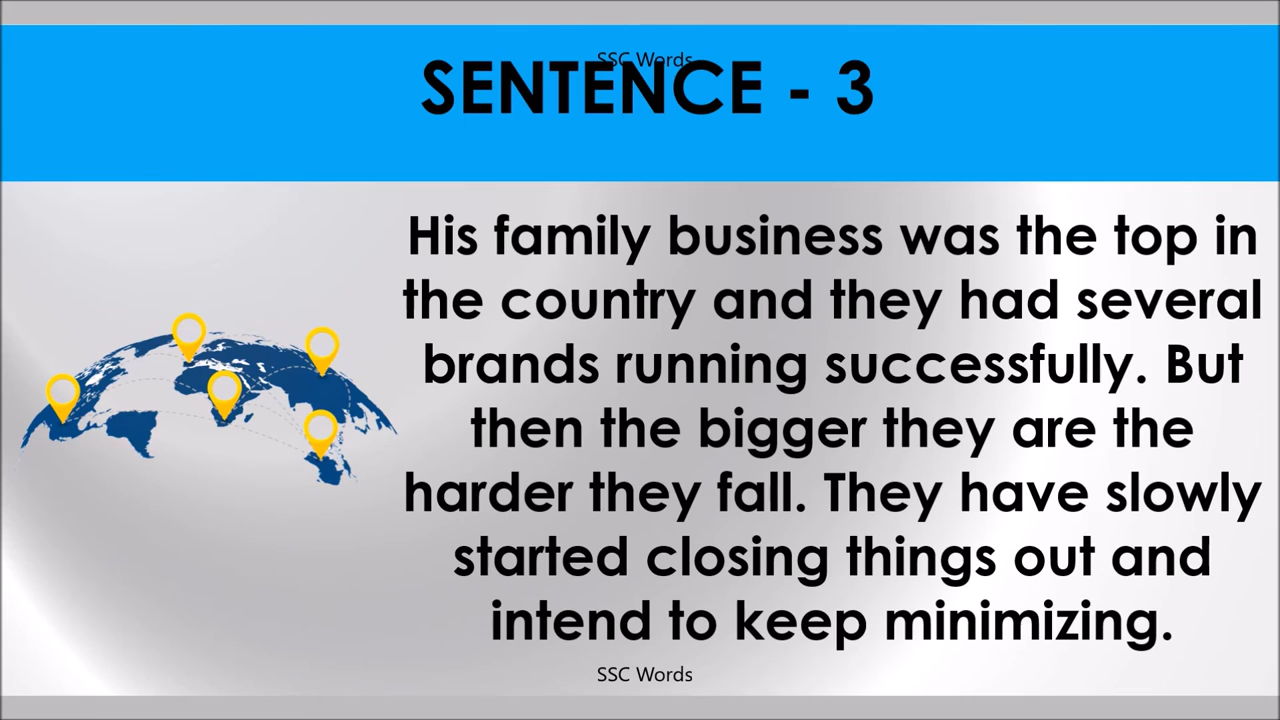 SSC Words
SENTENCE - 3
His family business was the top in
the country and they had several
brands running successfully. But
then the bigger they are the
harder they fall. They have slowly
started closing things out and
intend to keep minimizing.
SSC Words